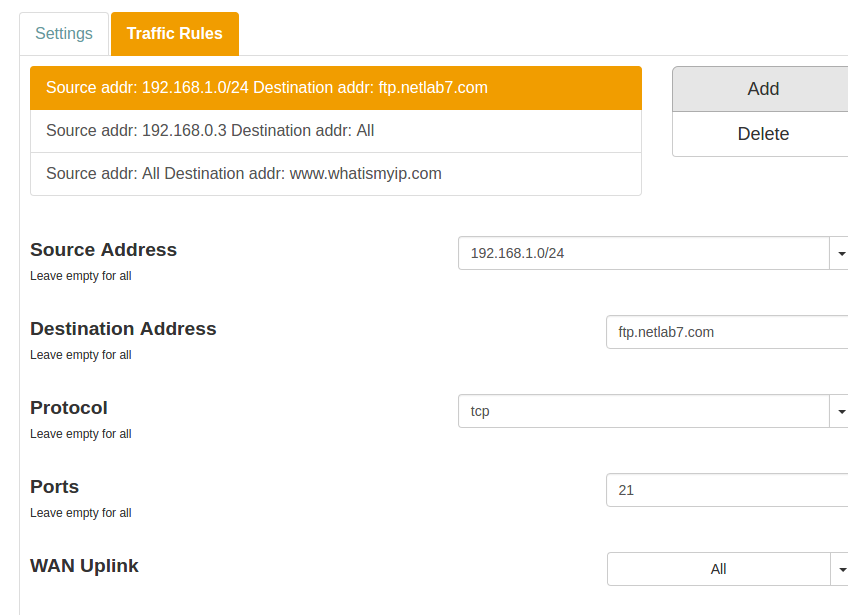 Settings
Traffic Rules
Source addr: 192.168.1.0/24 Destination addr: ftp.netlab7.com
Add
Source addr: 192.168.0.3 Destination addr: All
Delete
Source addr: All Destination addr: www.whatismyip.com
Source Address
192.168.1.0/24
Leave empty for all
Destination Address
ftp.netlab7.com
Leave empty for all
Protocol
tcp
Leave empty for all
Ports
21
Leave empty for all
WAN Uplink
All